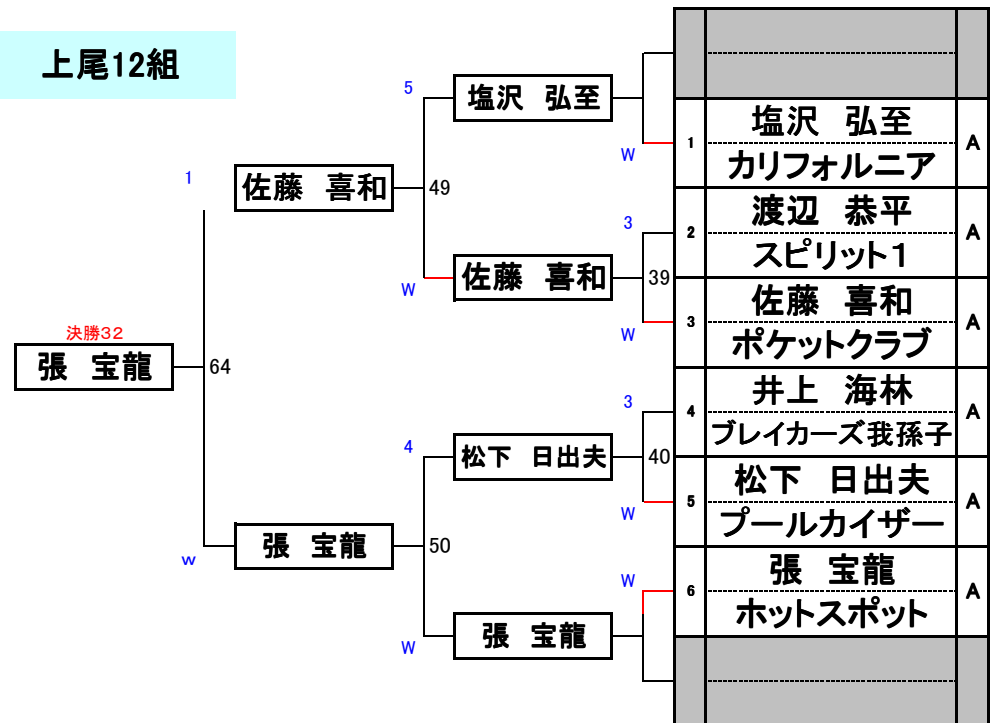 上尾12組
5
塩沢　弘至
W
1
塩沢　弘至
カリフォルニア
A
1
佐藤　喜和
49
3
2
渡辺　恭平
スピリット１
A
W
佐藤　喜和
39
W
3
佐藤　喜和
ポケットクラブ
A
決勝32
張　宝龍
64
3
4
井上　海林
ブレイカーズ我孫子
A
4
松下　日出夫
40
W
5
松下　日出夫
プールカイザー
A
w
張　宝龍
50
W
6
張　宝龍
ホットスポット
A
W
張　宝龍